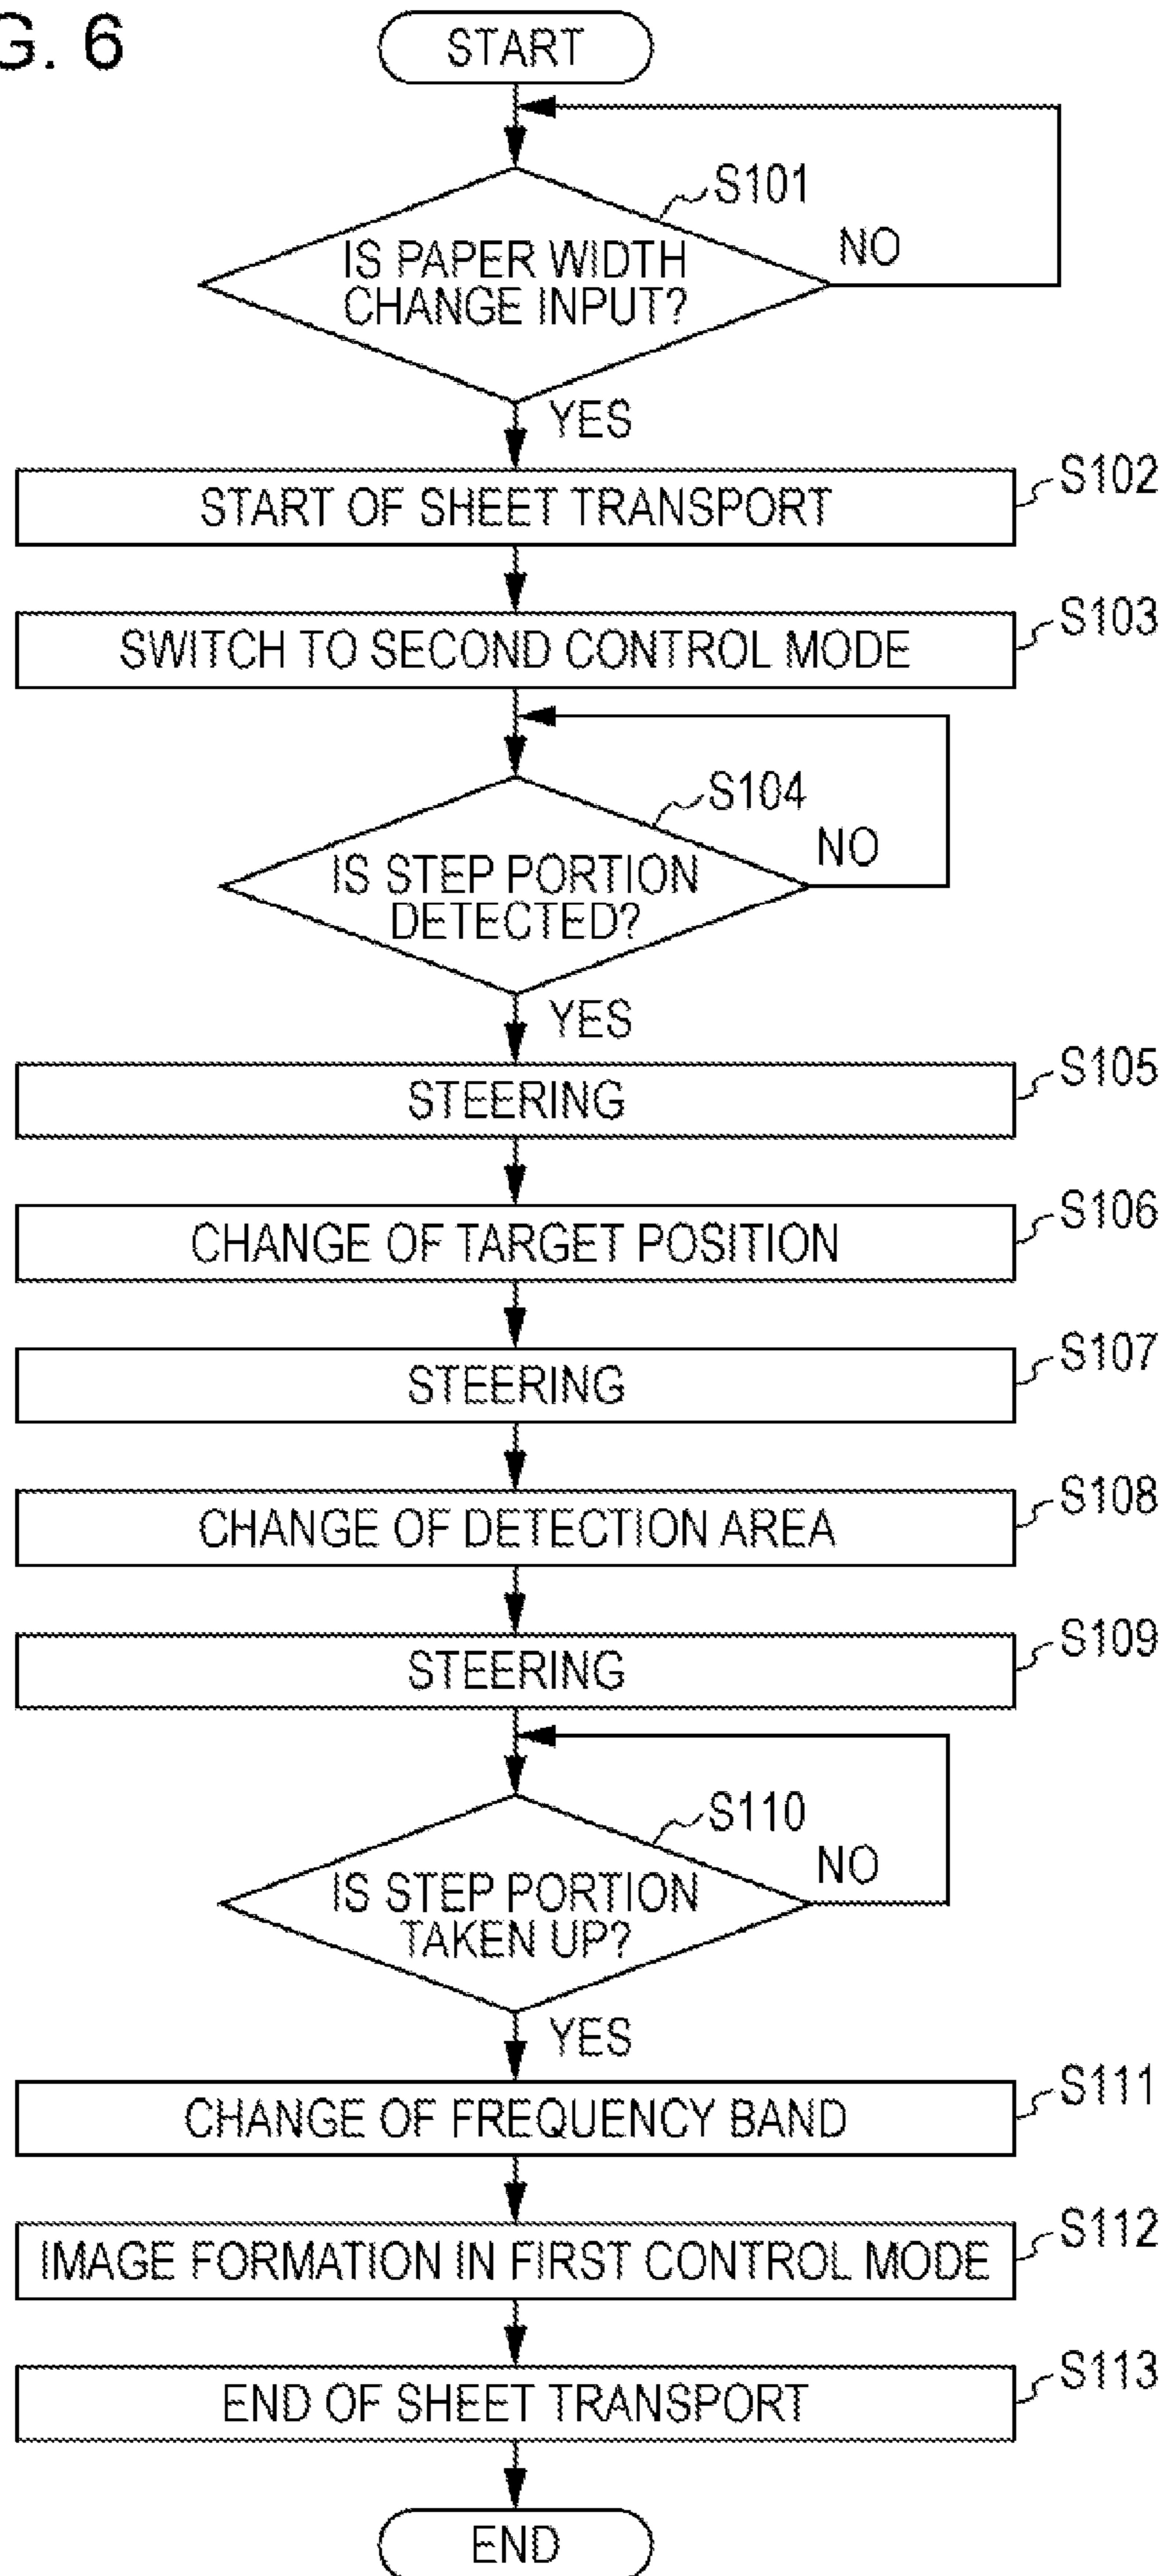 G. 6
START
S101
IS PAPER WIDTH
CHANGE INPUT?
NO
YES
START OF SHEET TRANSPORT
S102
SWITCH TO SECOND CONTROL MODE
S103
S104
IS STEP PORTION
DETECTED?
NO
YES
STEERING
S105
CHANGE OF TARGET POSITION
S106
STEERING
S107
CHANGE OF DETECTION AREA
S108
STEERING
S109
S110
IS STEP PORTION
TAKEN UP?
NO
YES
CHANGE OF FREQUENCY BAND
S111
IMAGE FORMATION IN FIRST CONTROL MODE
S112
END OF SHEET TRANSPORT
S113
END